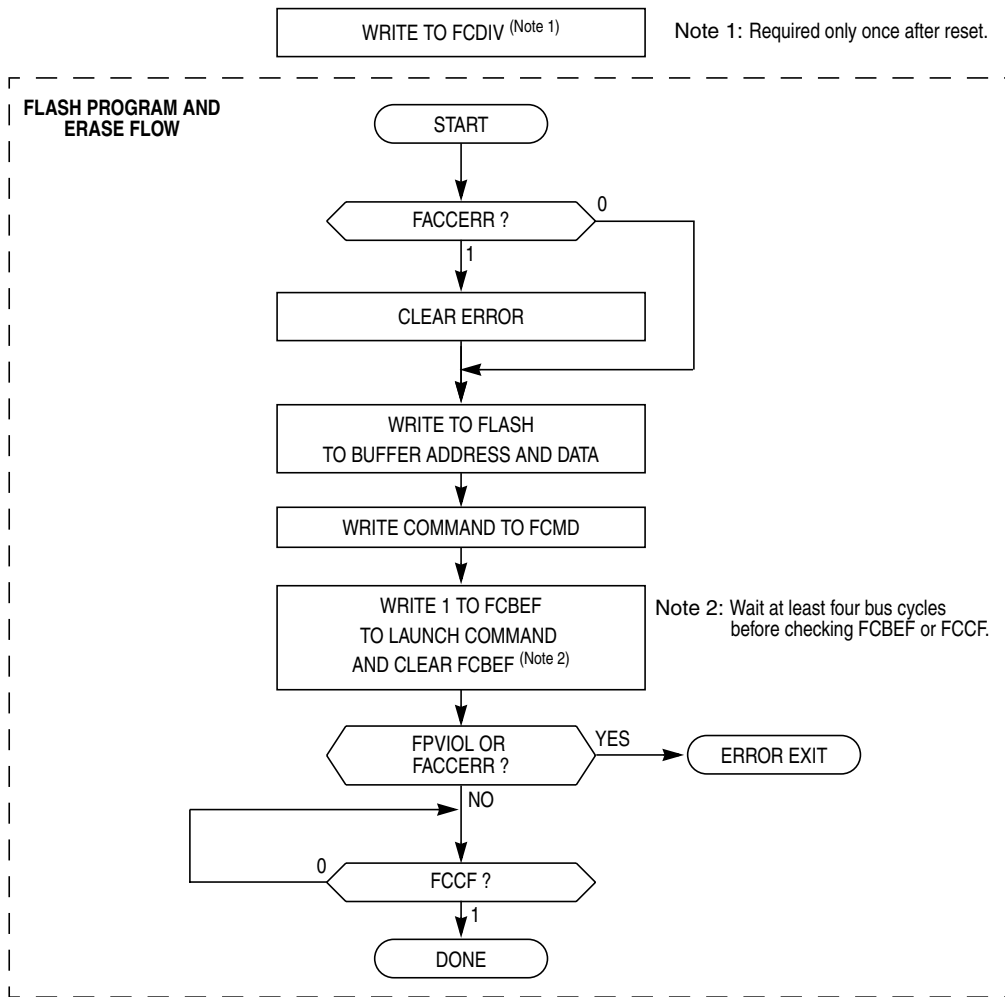 WRITE TO FCDIV (Note 1)
Note 1: Required only once after reset.
FLASH PROGRAM AND
ERASE FLOW
START
FACCERR ?
0
1
CLEAR ERROR
WRITE TO FLASH
TO BUFFER ADDRESS AND DATA
WRITE COMMAND TO FCMD
WRITE 1 TO FCBEF
TO LAUNCH COMMAND
AND CLEAR FCBEF (Note 2)
Note 2: Wait at least four bus cycles
before checking FCBEF or FCCF.
FPVIOL OR
FACCERR ?
YES
ERROR EXIT
NO
0
FCCF ?
1
DONE